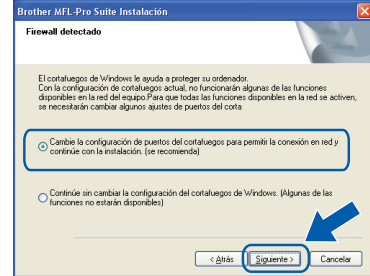 Brother MFL-Pro Suite Instalación
Firewall detectado
El cortafuegos de Windows le ayuda a proteger su ordenador.
Con la configuración de cortafuegos actual, no funcionarán algunas de las funciones
disponibles en la red del equipo.Para que todas las funciones disponibles en la red se activen,
se necesitarán cambiar algunos ajustes de puertos del corta
Cambie la configuración de puertos del cortafuegos para permitir la conexión en red y
continúe con la instalación. (se recomienda)
Continúe sin cambiar la configuración del cortafuegos de Windows. (Algunas de las
funciones no estarán disponibles)
< Atrás
Siguiente >
Cancelar